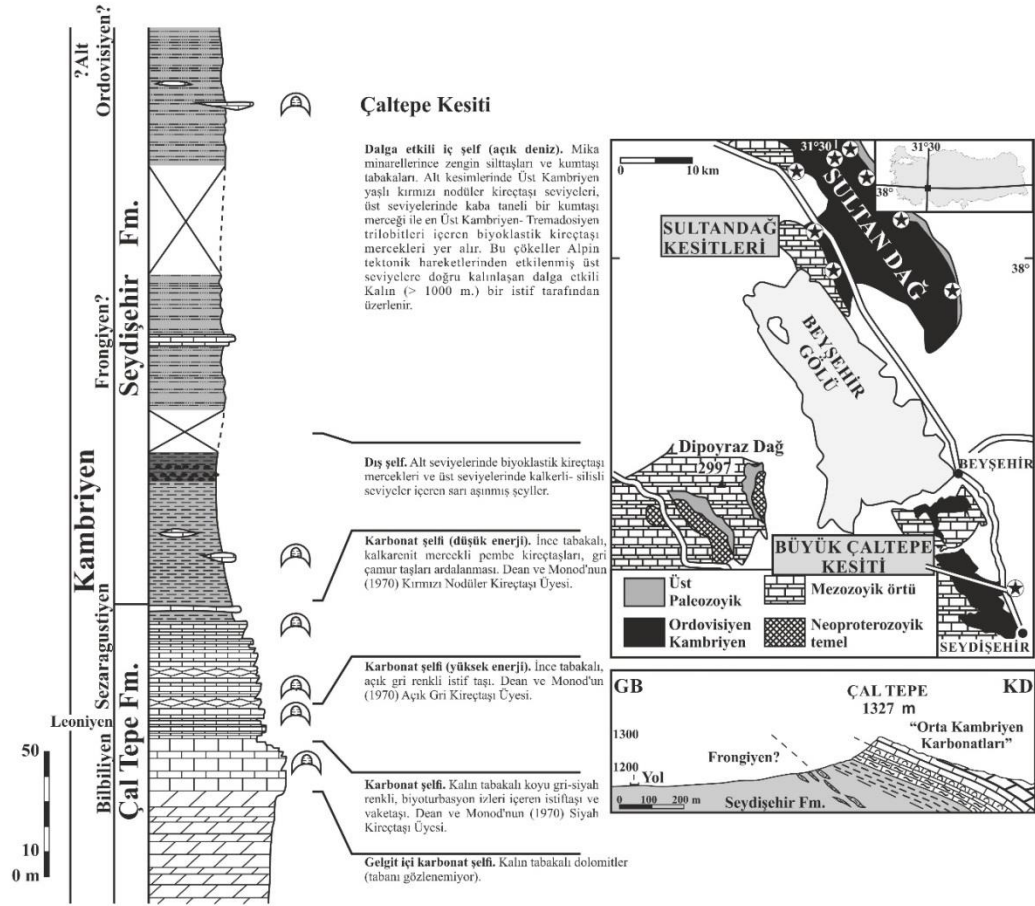 ?Alt
Ordovisiyen?
Frongiyen?
Seydişehir Fm.
Kambriyen
Sezaragustiyen
Leoniyen
Bilbiliyen
Çal Tepe Fm.
50
10
0 m
Çaltepe Kesiti
Dalga etkili iç şelf (açık deniz). Mika
minarellerince zengin silttaşları ve kumtaşı
tabakaları. Alt kesimlerinde Üst Kambriyen
yaşlı kırmızı nodüler kireçtaşı seviyeleri,
üst seviyelerinde kaba taneli bir kumtaşı
merceği ile en Üst Kambriyen- Tremadosiyen
trilobitleri içeren biyoklastik kireçtaşı
mercekleri yer alır. Bu çökeller Alpin
tektonik hareketlerinden etkilenmiş üst
seviyelere doğru kalınlaşan dalga etkili
Kalın (> 1000 m.) bir istif tarafından
üzerlenir.
Dış şelf. Alt seviyelerinde biyoklastik kireçtaşı
mercekleri ve üst seviyelerinde kalkerli- silisli
seviyeler içeren sarı aşınmış şeyller.
Karbonat şelfi (düşük enerji). İnce tabakalı,
kalkarenit mercekli pembe kireçtaşları, gri
çamur taşları ardalanması. Dean ve Monod'nun
(1970) Kırmızı Nodüler Kireçtaşı Üyesi.
Karbonat şelfi (yüksek enerji). İnce tabakalı,
açık gri renkli istif taşı. Dean ve Monod'un
(1970) Açık Gri Kireçtaşı Üyesi.
Karbonat şelfi. Kalın tabakalı koyu gri-siyah
renkli, biyoturbasyon izleri içeren istiftaşı ve
vaketaşı. Dean ve Monod'nun (1970) Siyah
Kireçtaşı Üyesi.
Gelgit içi karbonat şelfi. Kalın tabakalı dolomitler
(tabanı gözlenemiyor).
0 10 km
31°30
31°30
38°
38°
SULTANDAĞ
KESİTLERİ
SULTAN DAĞ
BEYŞEHİR
GÖLÜ
Dipoyraz Dağ
2997
BEYŞEHİR
BÜYÜK ÇALTEPE
KESİTİ
SEYDİŞEHİR
Üst
Paleozoyik
Mezozoyik örtü
Ordovisiyen
Kambriyen
Neoproterozoyik
temel
GB
ÇAL TEPE
1327 m
KD
1300
1200
Yol
Frongiyen?
"Orta Kambriyen
Karbonatları"
0 100 200 m
Seydişehir Fm.